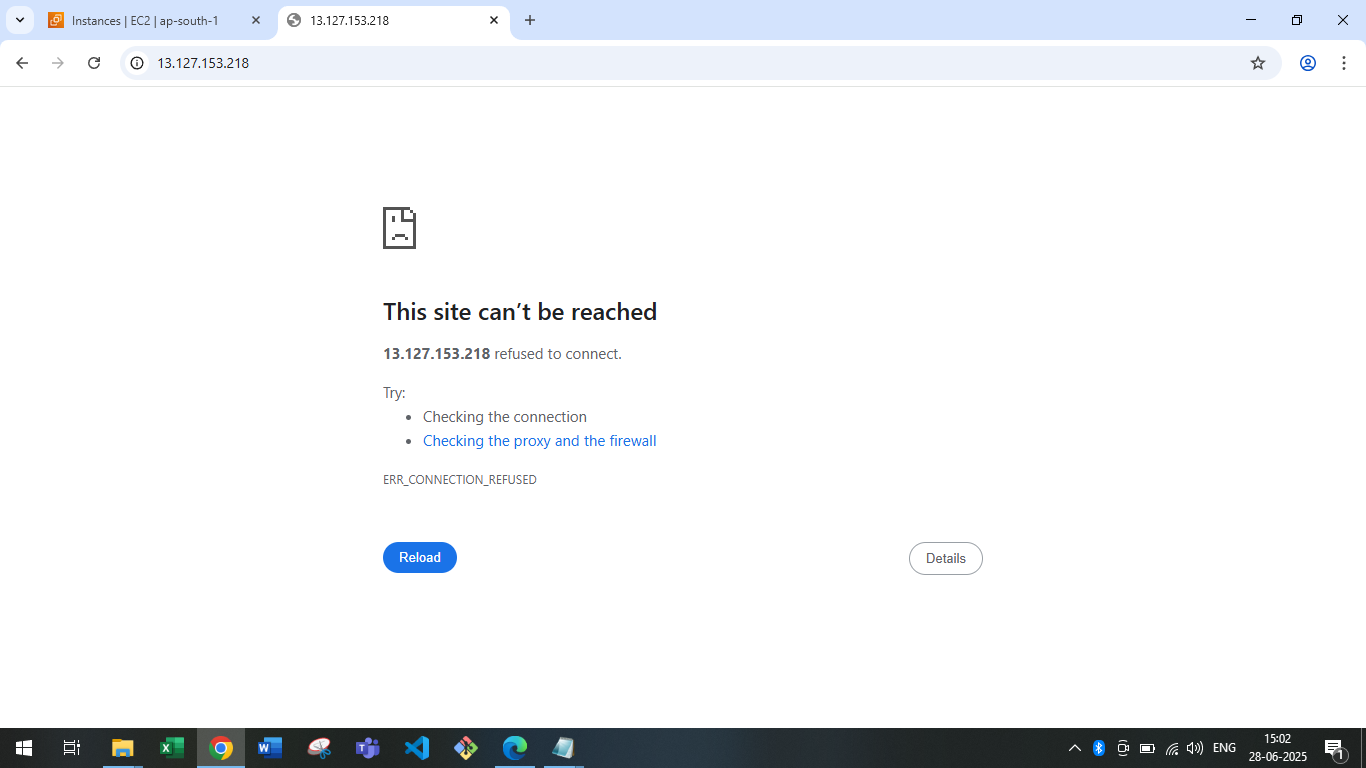 Instances | EC2 | ap-south-1
13.127.153.218
13.127.153.218
This site can’t be reached
13.127.153.218 refused to connect.
Try:
Checking the connection
Checking the proxy and the firewall
ERR_CONNECTION_REFUSED
Reload
Details
ENG
15:02
28-06-2025
1